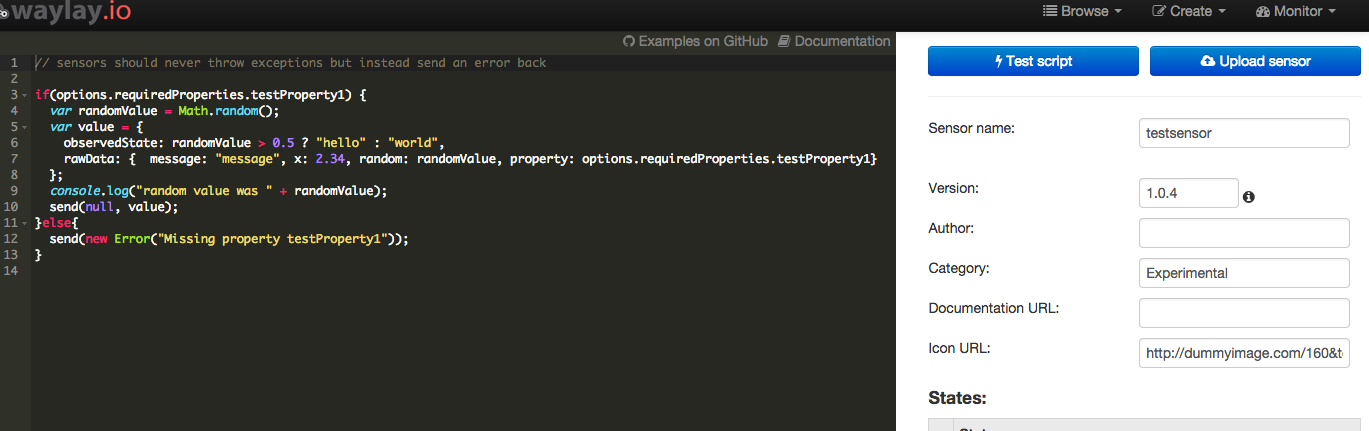 waylay.io
Browse Create Monitor
Examples on GitHub Documentation
1 // sensors should never throw exceptions but instead send an error back
2
3 if(options.requiredProperties.testProperty1) {
4 var randomValue = Math.random();
5 var value = {
6 observedState: randomValue > 0.5 ? "hello" : "world",
7 rawData: { message: "message", x: 2.34, random: randomValue, property: options.requiredProperties.testProperty1}
8 };
9 console.log("random value was " + randomValue);
10 send(null, value);
11 }else{
12 send(new Error("Missing property testProperty1"));
13 }
14
Test script Upload sensor
Sensor name: testsensor
Version: 1.0.4
Author:
Category: Experimental
Documentation URL:
Icon URL: http://dummyimage.com/160&t
States: